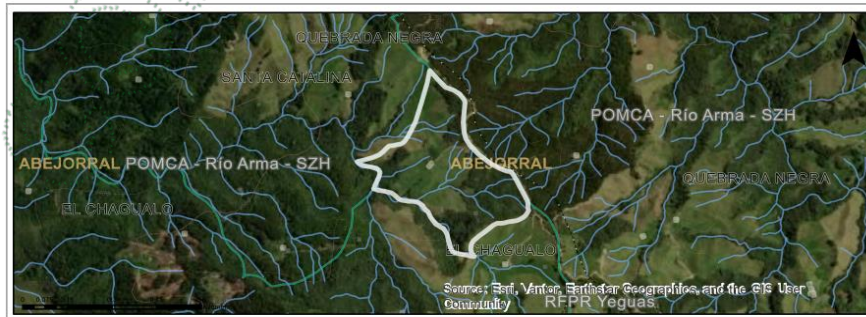 QUEBRADA NEGRA
SANTA CATALINA
POMCA - Río Arma - SZH
ABEJORRAL POMCA - Río Arma - SZH
ABEJORRAL
QUEBRADA NEGRA
EL CHAGUALO
EL CHAGUALO
Source: Esri, Vantor, Earthstar Geographics, and the GIS User
Community
RFPR Yeguas